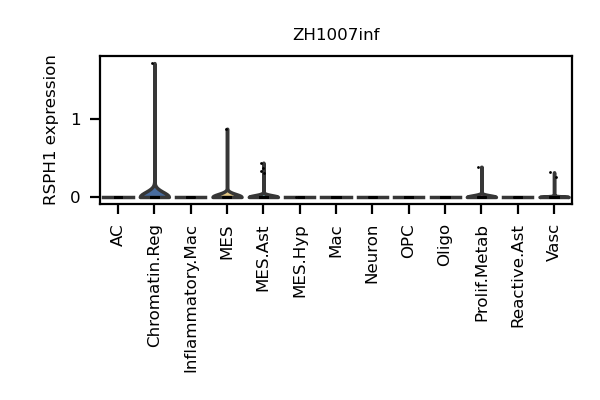 ZH1007inf
RSPH1 expression
1
0
AC
Chromatin.Reg
Inflammatory.Mac
MES
MES.Ast
MES.Hyp
Mac
Neuron
OPC
Oligo
Prolif.Metab
Reactive.Ast
Vasc